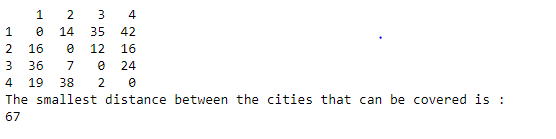 1 2 3 4
1 0 14 35 42
2 16 0 12 16
3 36 7 0 24
4 19 38 2 0
The smallest distance between the cities that can be covered is :
67